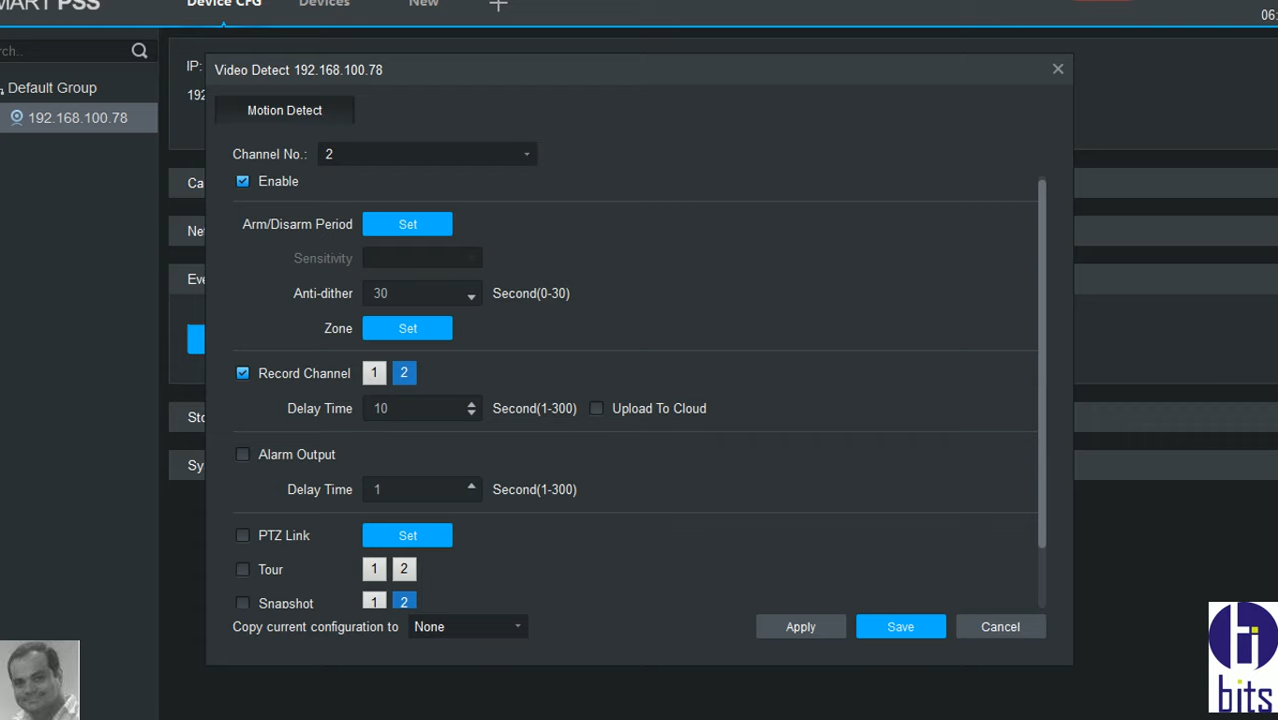 MART PSS Device CFG Devices New + 06:
rch..
Default Group
192.168.100.78
IP:
192
Ca
Ne
Eve
Sto
Sy
Video Detect 192.168.100.78
Motion Detect
Channel No.: 2
Enable
Arm/Disarm Period Set
Sensitivity
Anti-dither 30 Second(0-30)
Zone Set
Record Channel 1 2
Delay Time 10 Second(1-300) Upload To Cloud
Alarm Output
Delay Time 1 Second(1-300)
PTZ Link Set
Tour 1 2
Snapshot 1 2
Copy current configuration to None Apply Save Cancel
bits